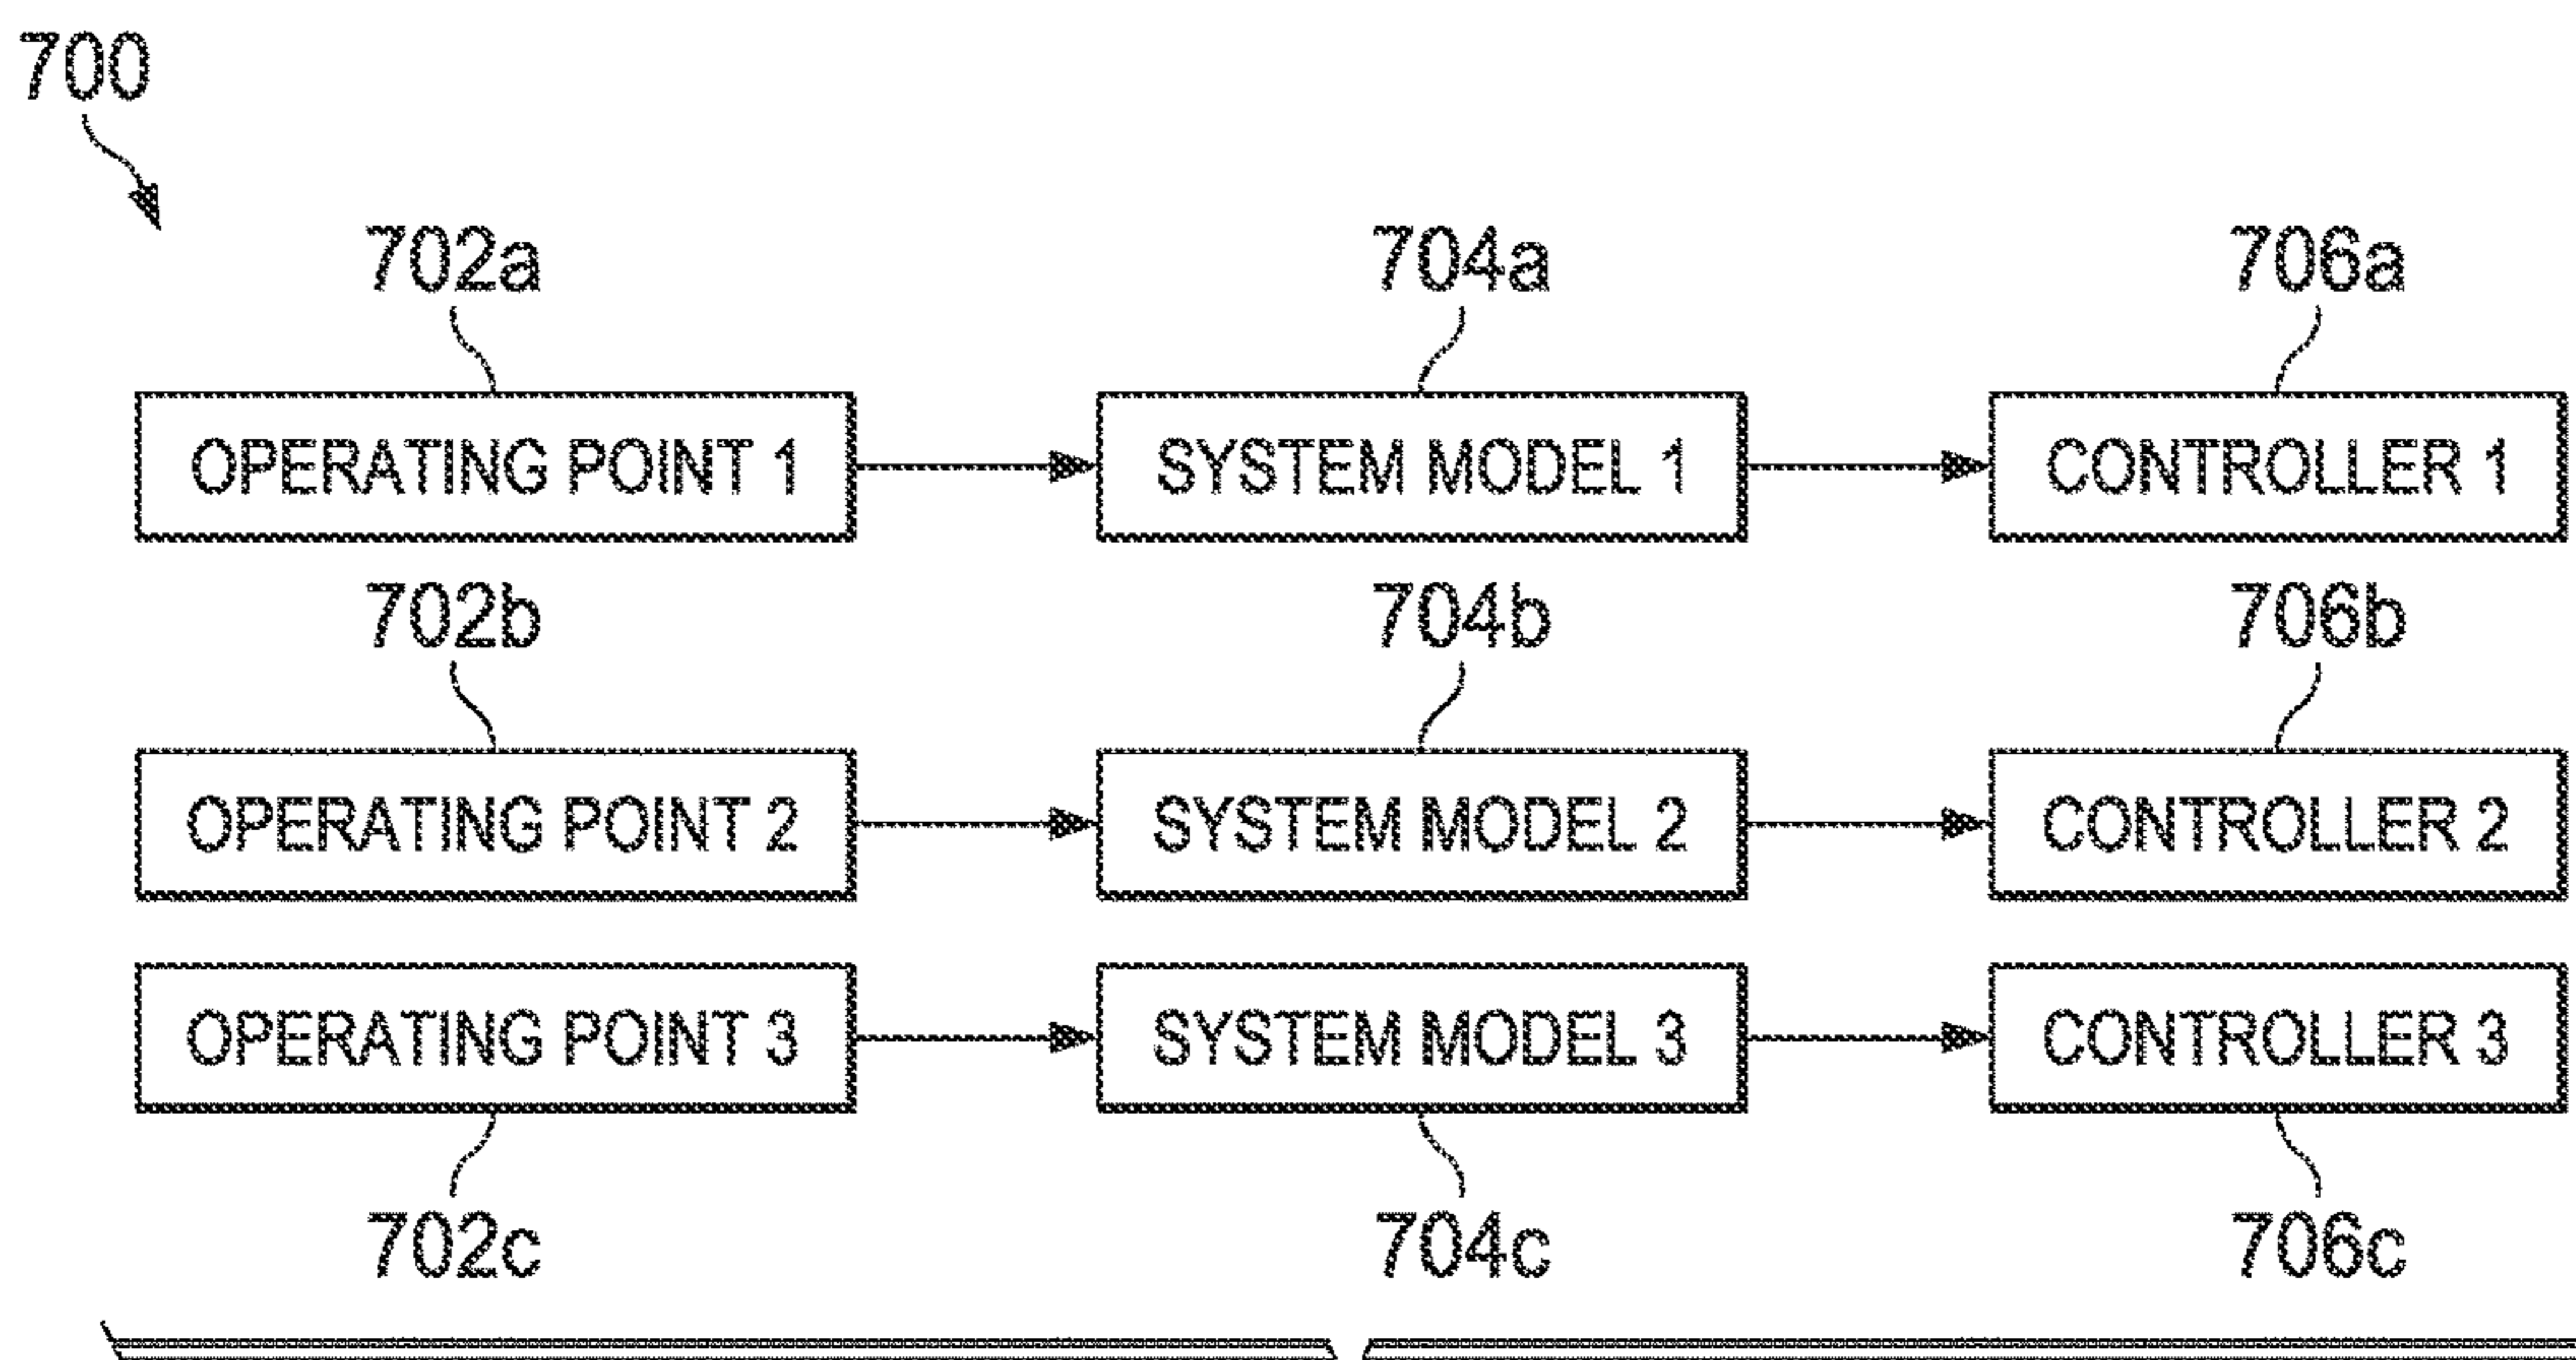 700
702a 704a 706a
OPERATING POINT 1 SYSTEM MODEL 1 CONTROLLER 1
702b 704b 706b
OPERATING POINT 2 SYSTEM MODEL 2 CONTROLLER 2
OPERATING POINT 3 SYSTEM MODEL 3 CONTROLLER 3
702c 704c 706c